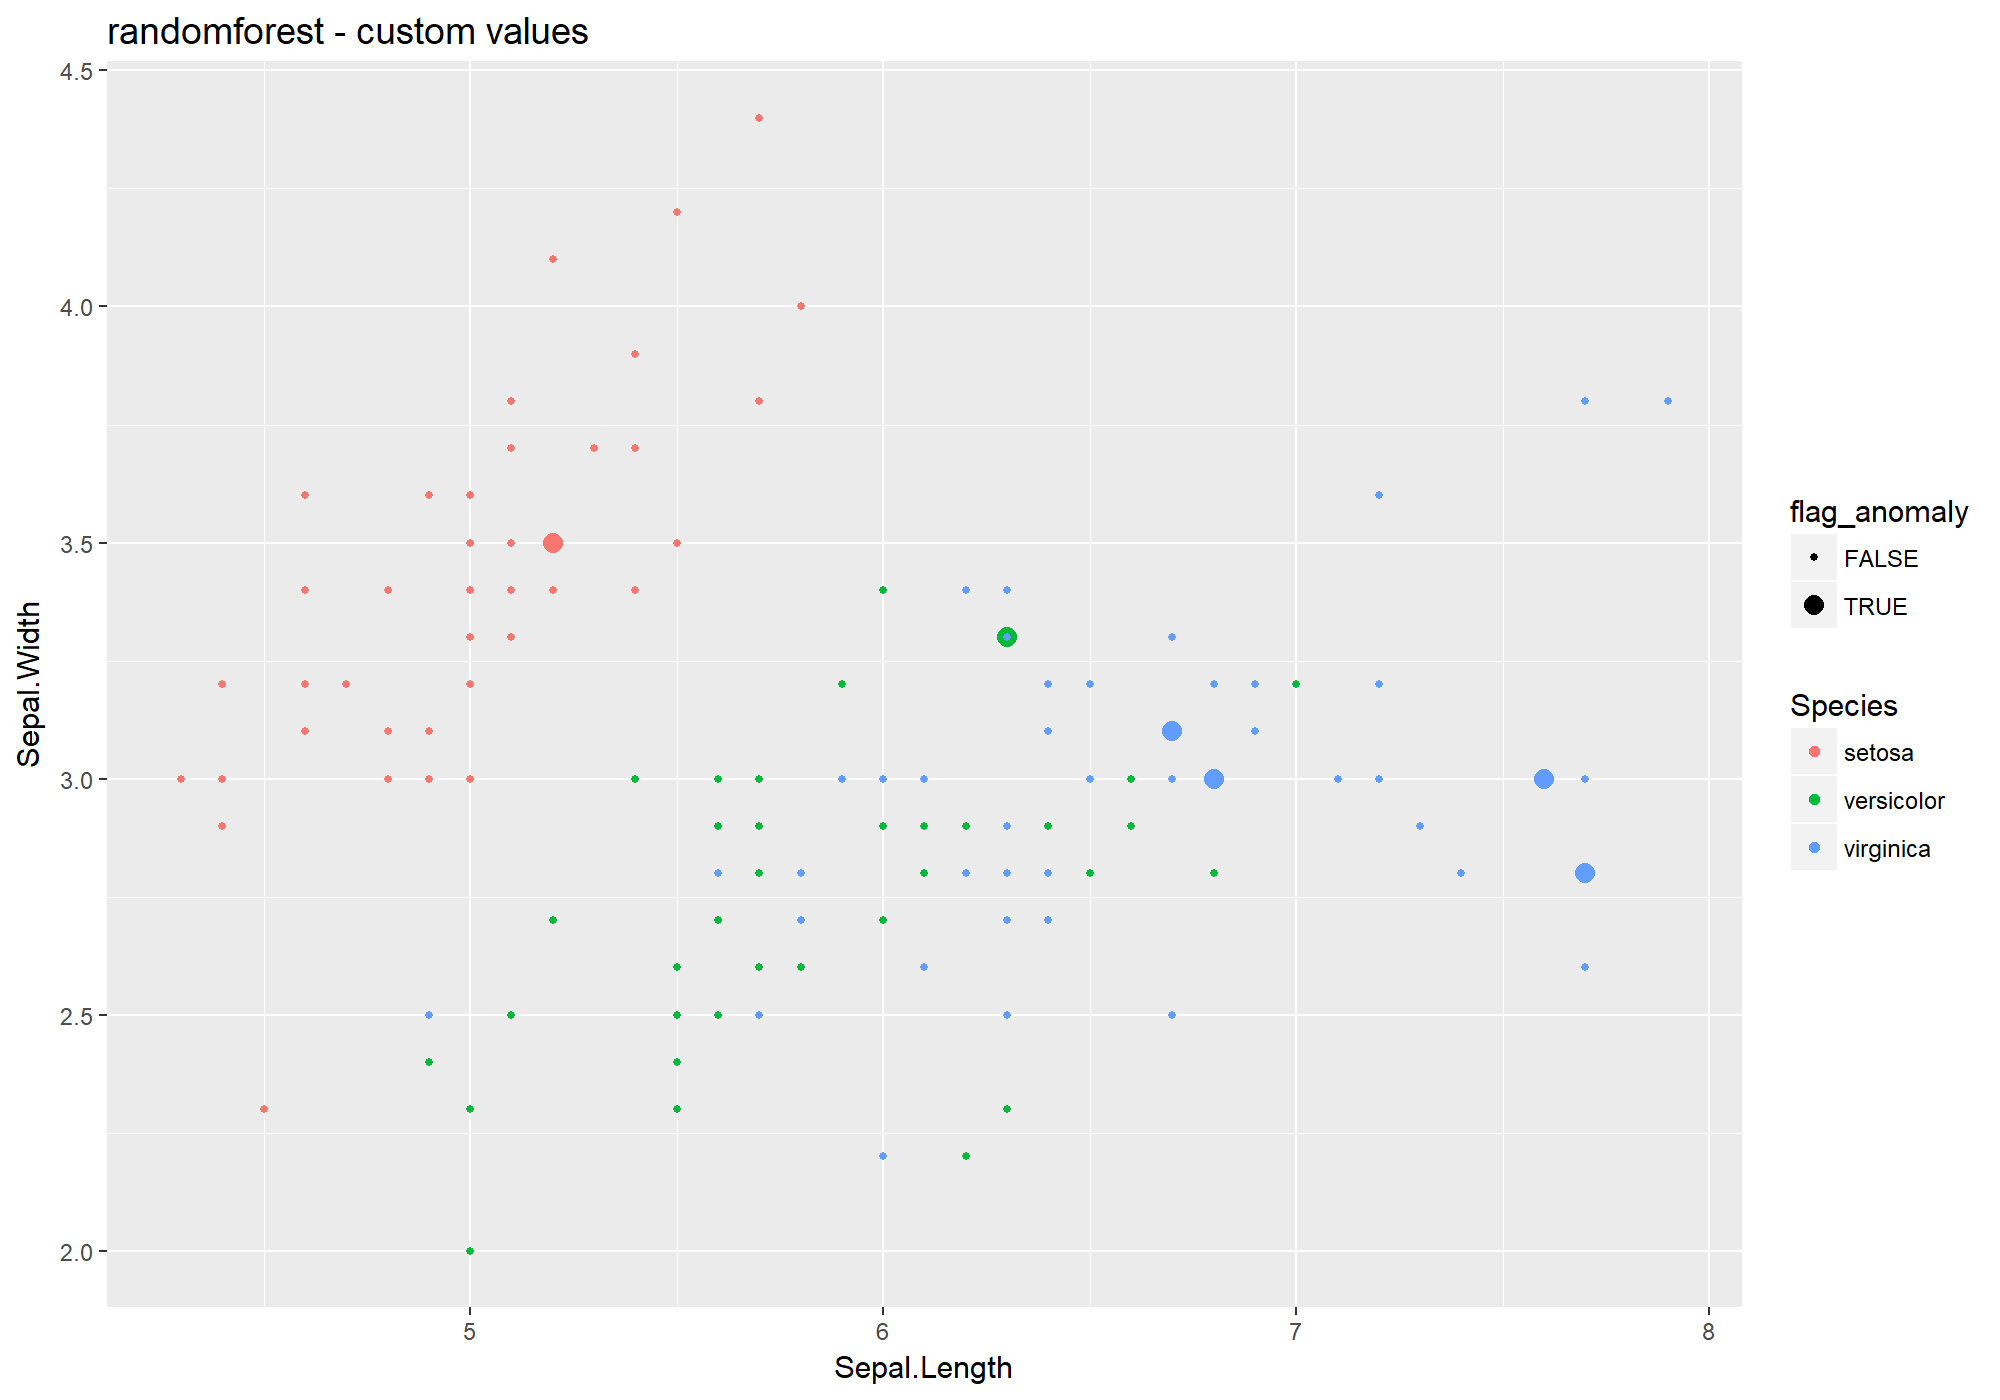 randomforest - custom values
4.5
4.0
3.5
3.0
2.5
2.0
Sepal.Width
5
6
7
8
Sepal.Length
flag_anomaly
FALSE
TRUE
Species
setosa
versicolor
virginica